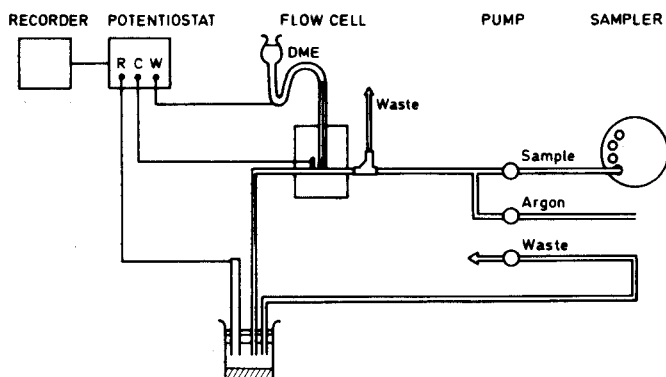 RECORDER POTENTIOSTAT FLOW CELL PUMP SAMPLER
R C W
DME
Waste
Sample
Argon
Waste